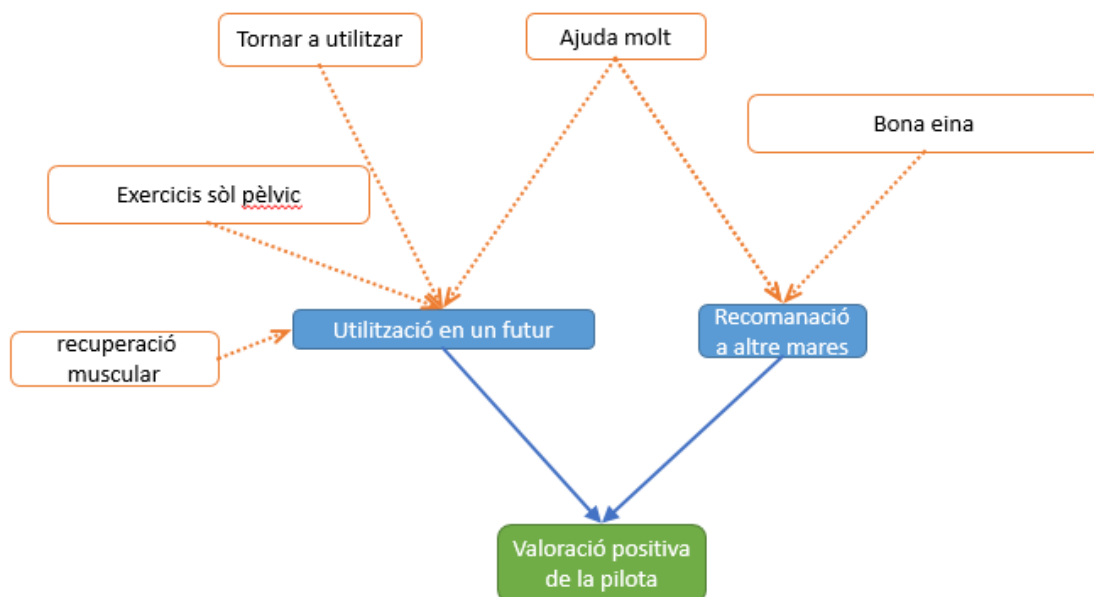 Tornar a utilitzar
Ajuda molt
Bona eina
Exercicis sòl pèlvic
Utilització en un futur
Recomanació
a altre mares
recuperació
muscular
Valoració positiva
de la pilota